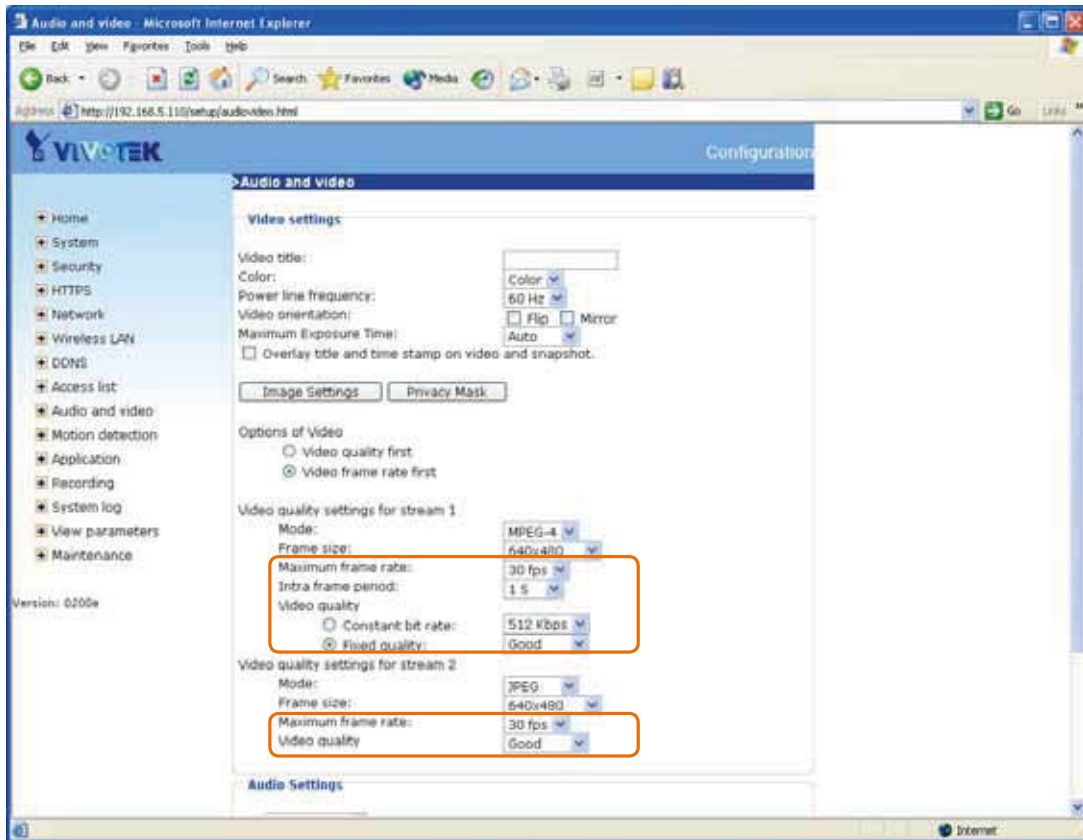 Audio and video - Microsoft Internet Explorer
File Edit View Favorites Tools Help
Back Search Favorites Media
Address http://192.168.5.110/setup/audiovideo.html Go Links »
VIVOTEK
Configuration
>Audio and video
Home
System
Security
HTTPS
Network
Wireless LAN
DDNS
Access list
Audio and video
Motion detection
Application
Recording
System log
View parameters
Maintenance
Version: 0200e
Video settings
Video title:
Color: Color
Power line frequency: 60 Hz
Video orientation: Flip Mirror
Maximum Exposure Time: Auto
Overlay title and time stamp on video and snapshot.
Image Settings Privacy Mask
Options of Video
Video quality first
Video frame rate first
Video quality settings for stream 1
Mode: MPEG-4
Frame size: 640x480
Maximum frame rate: 30 fps
Intra frame period: 1 S
Video quality
Constant bit rate: 512 Kbps
Fixed quality: Good
Video quality settings for stream 2
Mode: JPEG
Frame size: 640x480
Maximum frame rate: 30 fps
Video quality Good
Audio Settings
Internet